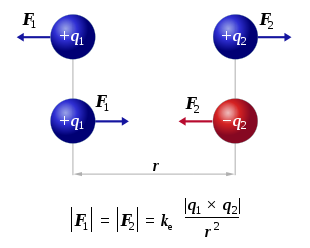 F₁ +q₁ +q₂ F₂
+q₁ F₁ F₂ −q₂
r
|F₁| = |F₂| = kₑ |q₁ × q₂| / r²